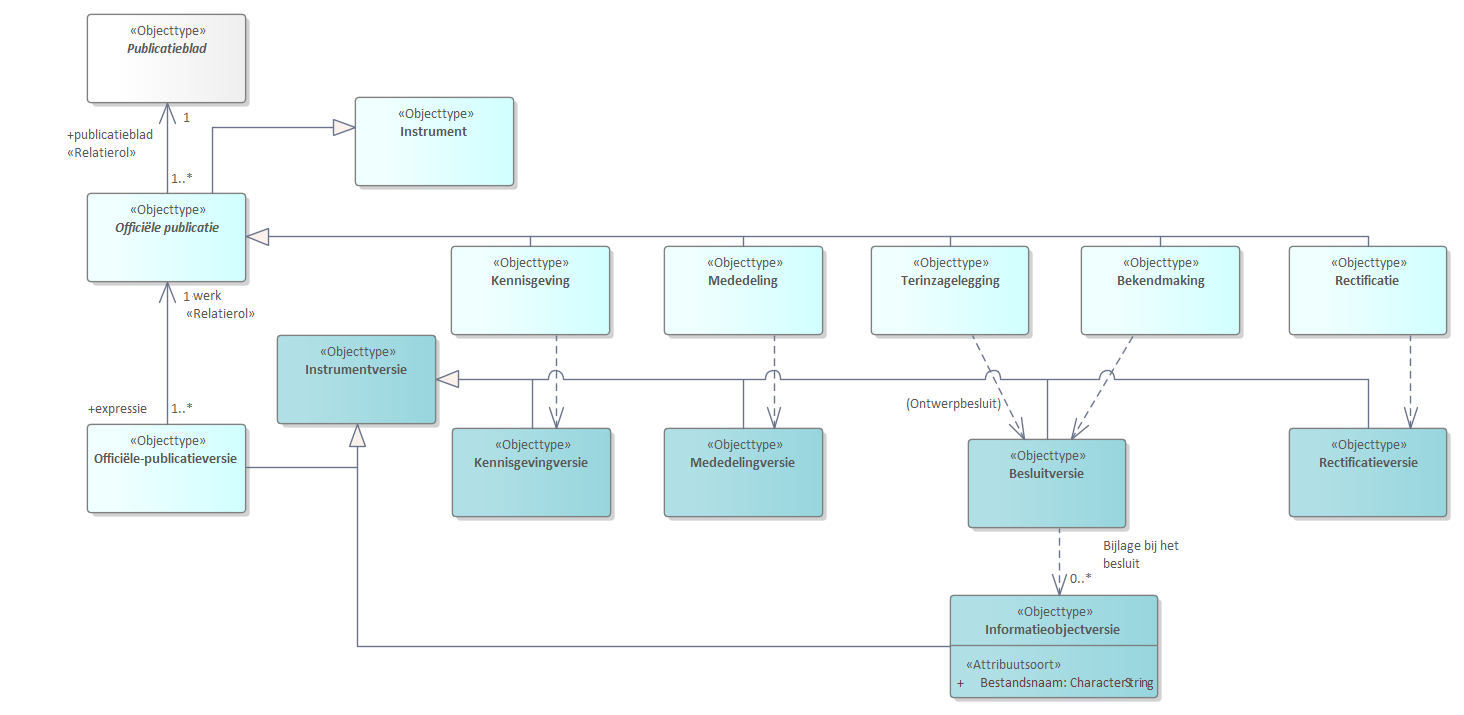 «Objecttype»
Publicatieblad
1
+publicatieblad
«Relatierol»
1..*
«Objecttype»
Instrument
«Objecttype»
Officiële publicatie
«Objecttype»
Kennisgeving
«Objecttype»
Mededeling
«Objecttype»
Terinzagelegging
«Objecttype»
Bekendmaking
«Objecttype»
Rectificatie
1 werk
«Relatierol»
«Objecttype»
Instrumentversie
+expressie
1..*
(Ontwerpbesluit)
«Objecttype»
Officiële-publicatieversie
«Objecttype»
Kennisgevingversie
«Objecttype»
Mededelingversie
«Objecttype»
Besluitversie
«Objecttype»
Rectificatieversie
Bijlage bij het
besluit
0..*
«Objecttype»
Informatieobjectversie
«Attribuutsoort»
+ Bestandsnaam: CharacterString